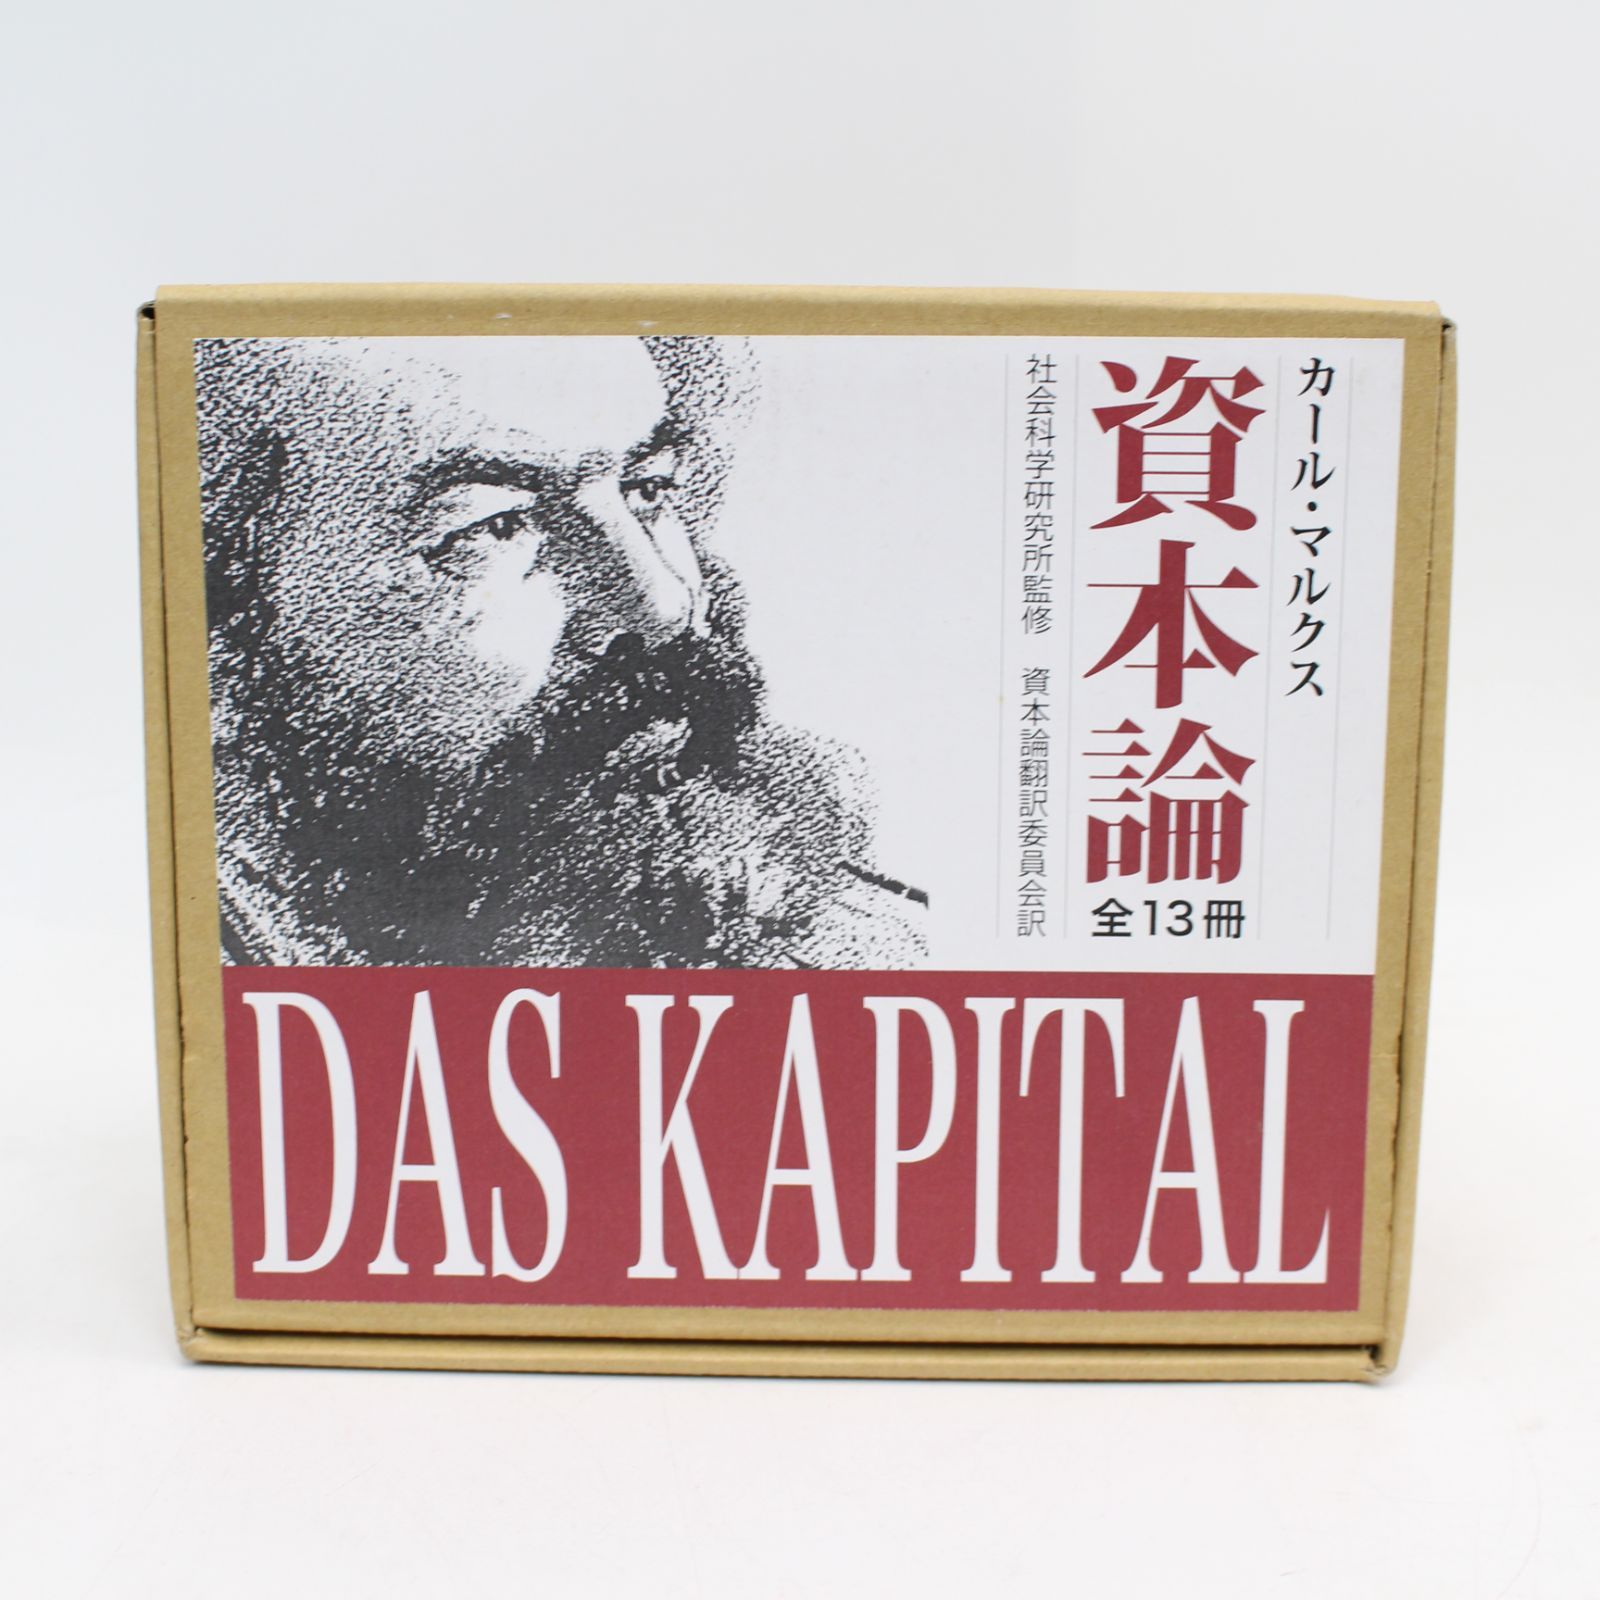 カール・マルクス
資本論
全13冊
社会科学研究所監修 資本論翻訳委員会訳
DAS KAPITAL